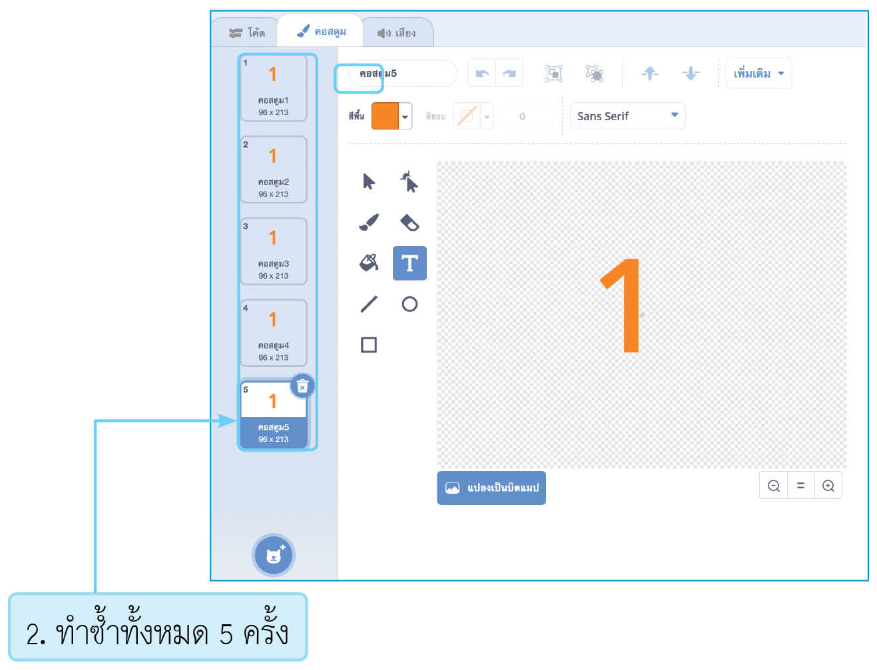 โค้ด
คอสตูม
เสียง
1
1
คอสตูม1
96 x 213
2
1
คอสตูม2
96 x 213
3
1
คอสตูม3
96 x 213
4
1
คอสตูม4
96 x 213
5
1
คอสตูม5
96 x 213
คอสตูม5
เพิ่มเติม
สีพื้น
สีขอบ
0
Sans Serif
T
1
แปลงเป็นบิตแมป
=
2. ทำซ้ำทั้งหมด 5 ครั้ง